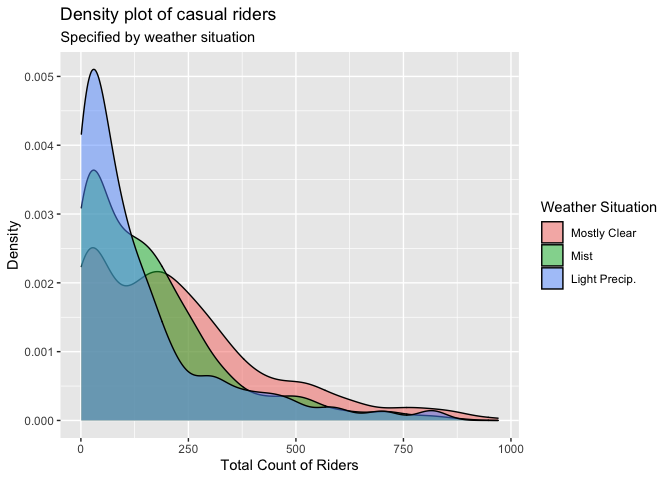 Density plot of casual riders
Specified by weather situation
0.005
0.004
0.003
0.002
0.001
0.000
Density
0 250 500 750 1000
Total Count of Riders
Weather Situation
Mostly Clear
Mist
Light Precip.